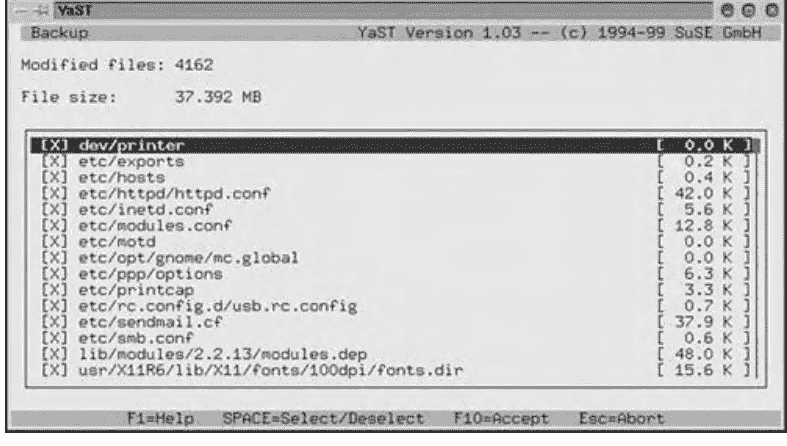 YaST
Backup YaST Version 1.03 -- (c) 1994-99 SuSE GmbH
Modified files: 4162
File size: 37.392 MB
[X] dev/printer [ 0.0 K ]
[X] etc/exports [ 0.2 K ]
[X] etc/hosts [ 0.4 K ]
[X] etc/httpd/httpd.conf [ 42.0 K ]
[X] etc/inetd.conf [ 5.6 K ]
[X] etc/modules.conf [ 12.8 K ]
[X] etc/motd [ 0.0 K ]
[X] etc/opt/gnome/mc.global [ 0.0 K ]
[X] etc/ppp/options [ 6.3 K ]
[X] etc/printcap [ 3.3 K ]
[X] etc/rc.config.d/usb.rc.config [ 0.7 K ]
[X] etc/sendmail.cf [ 37.9 K ]
[X] etc/smb.conf [ 0.6 K ]
[X] lib/modules/2.2.13/modules.dep [ 48.0 K ]
[X] usr/X11R6/lib/X11/fonts/100dpi/fonts.dir [ 15.6 K ]
F1=Help SPACE=Select/Deselect F10=Accept Esc=Abort